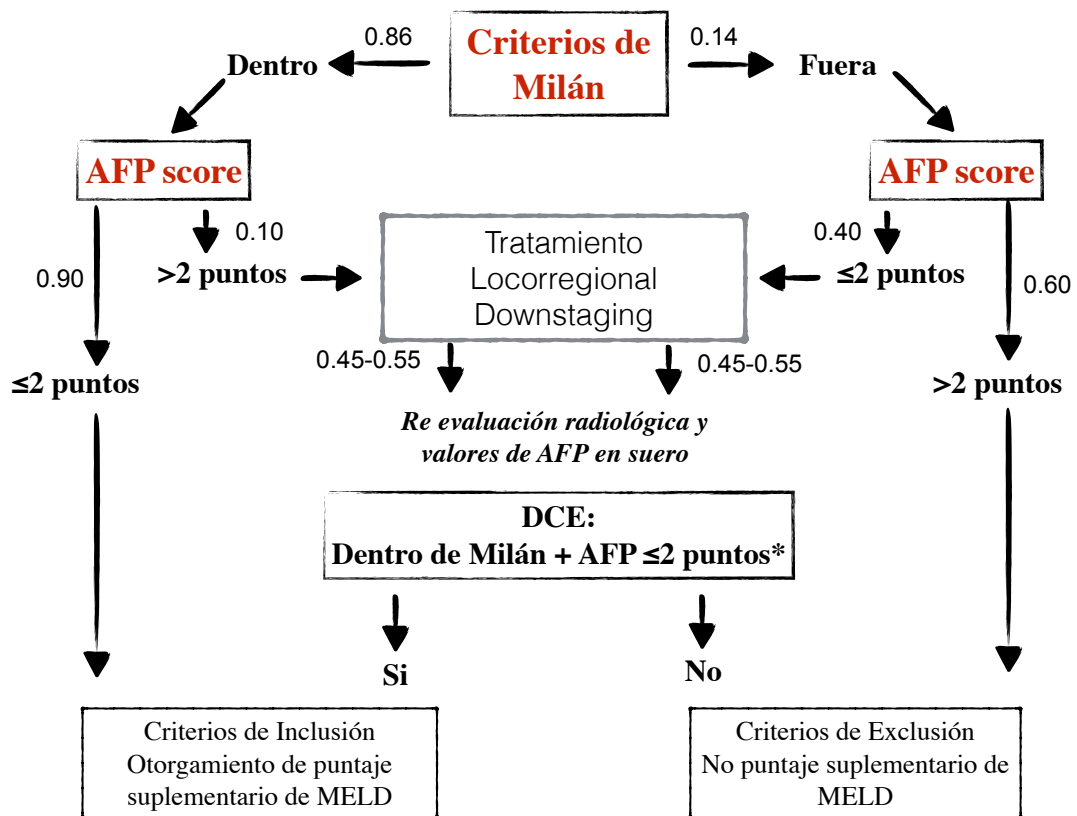 0.86
Criterios de
Milán
0.14
Dentro
Fuera
AFP score
AFP score
0.10
0.40
0.90
>2 puntos
Tratamiento
Locorregional
Downstaging
≤2 puntos
0.60
0.45-0.55
0.45-0.55
≤2 puntos
>2 puntos
Re evaluación radiológica y
valores de AFP en suero
DCE:
Dentro de Milán + AFP ≤2 puntos*
Si
No
Criterios de Inclusión
Otorgamiento de puntaje
suplementario de MELD
Criterios de Exclusión
No puntaje suplementario de
MELD